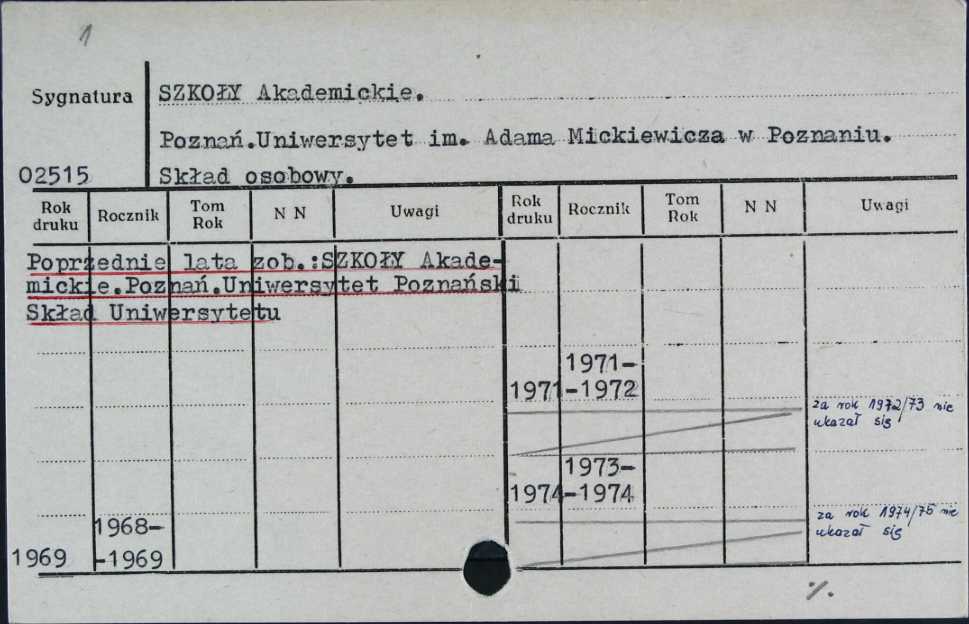 1
Sygnatura
SZKOŁY Akademickie.
Poznań.Uniwersytet im. Adama Mickiewicza w Poznaniu.
02515
Skład osobowy.
Rok druku Rocznik Tom Rok N N Uwagi Rok druku Rocznik Tom Rok N N Uwagi
Poprzednie lata zob.:SZKOŁY Akade-
mickie.Poznań.Uniwersytet Poznański
Skład Uniwersytetu
1968-
1969 -1969
1971-
1971 -1972
za rok 1972/73 nie
ukazał się
1973-
1974 -1974
za rok 1974/75 nie
ukazał się
%.